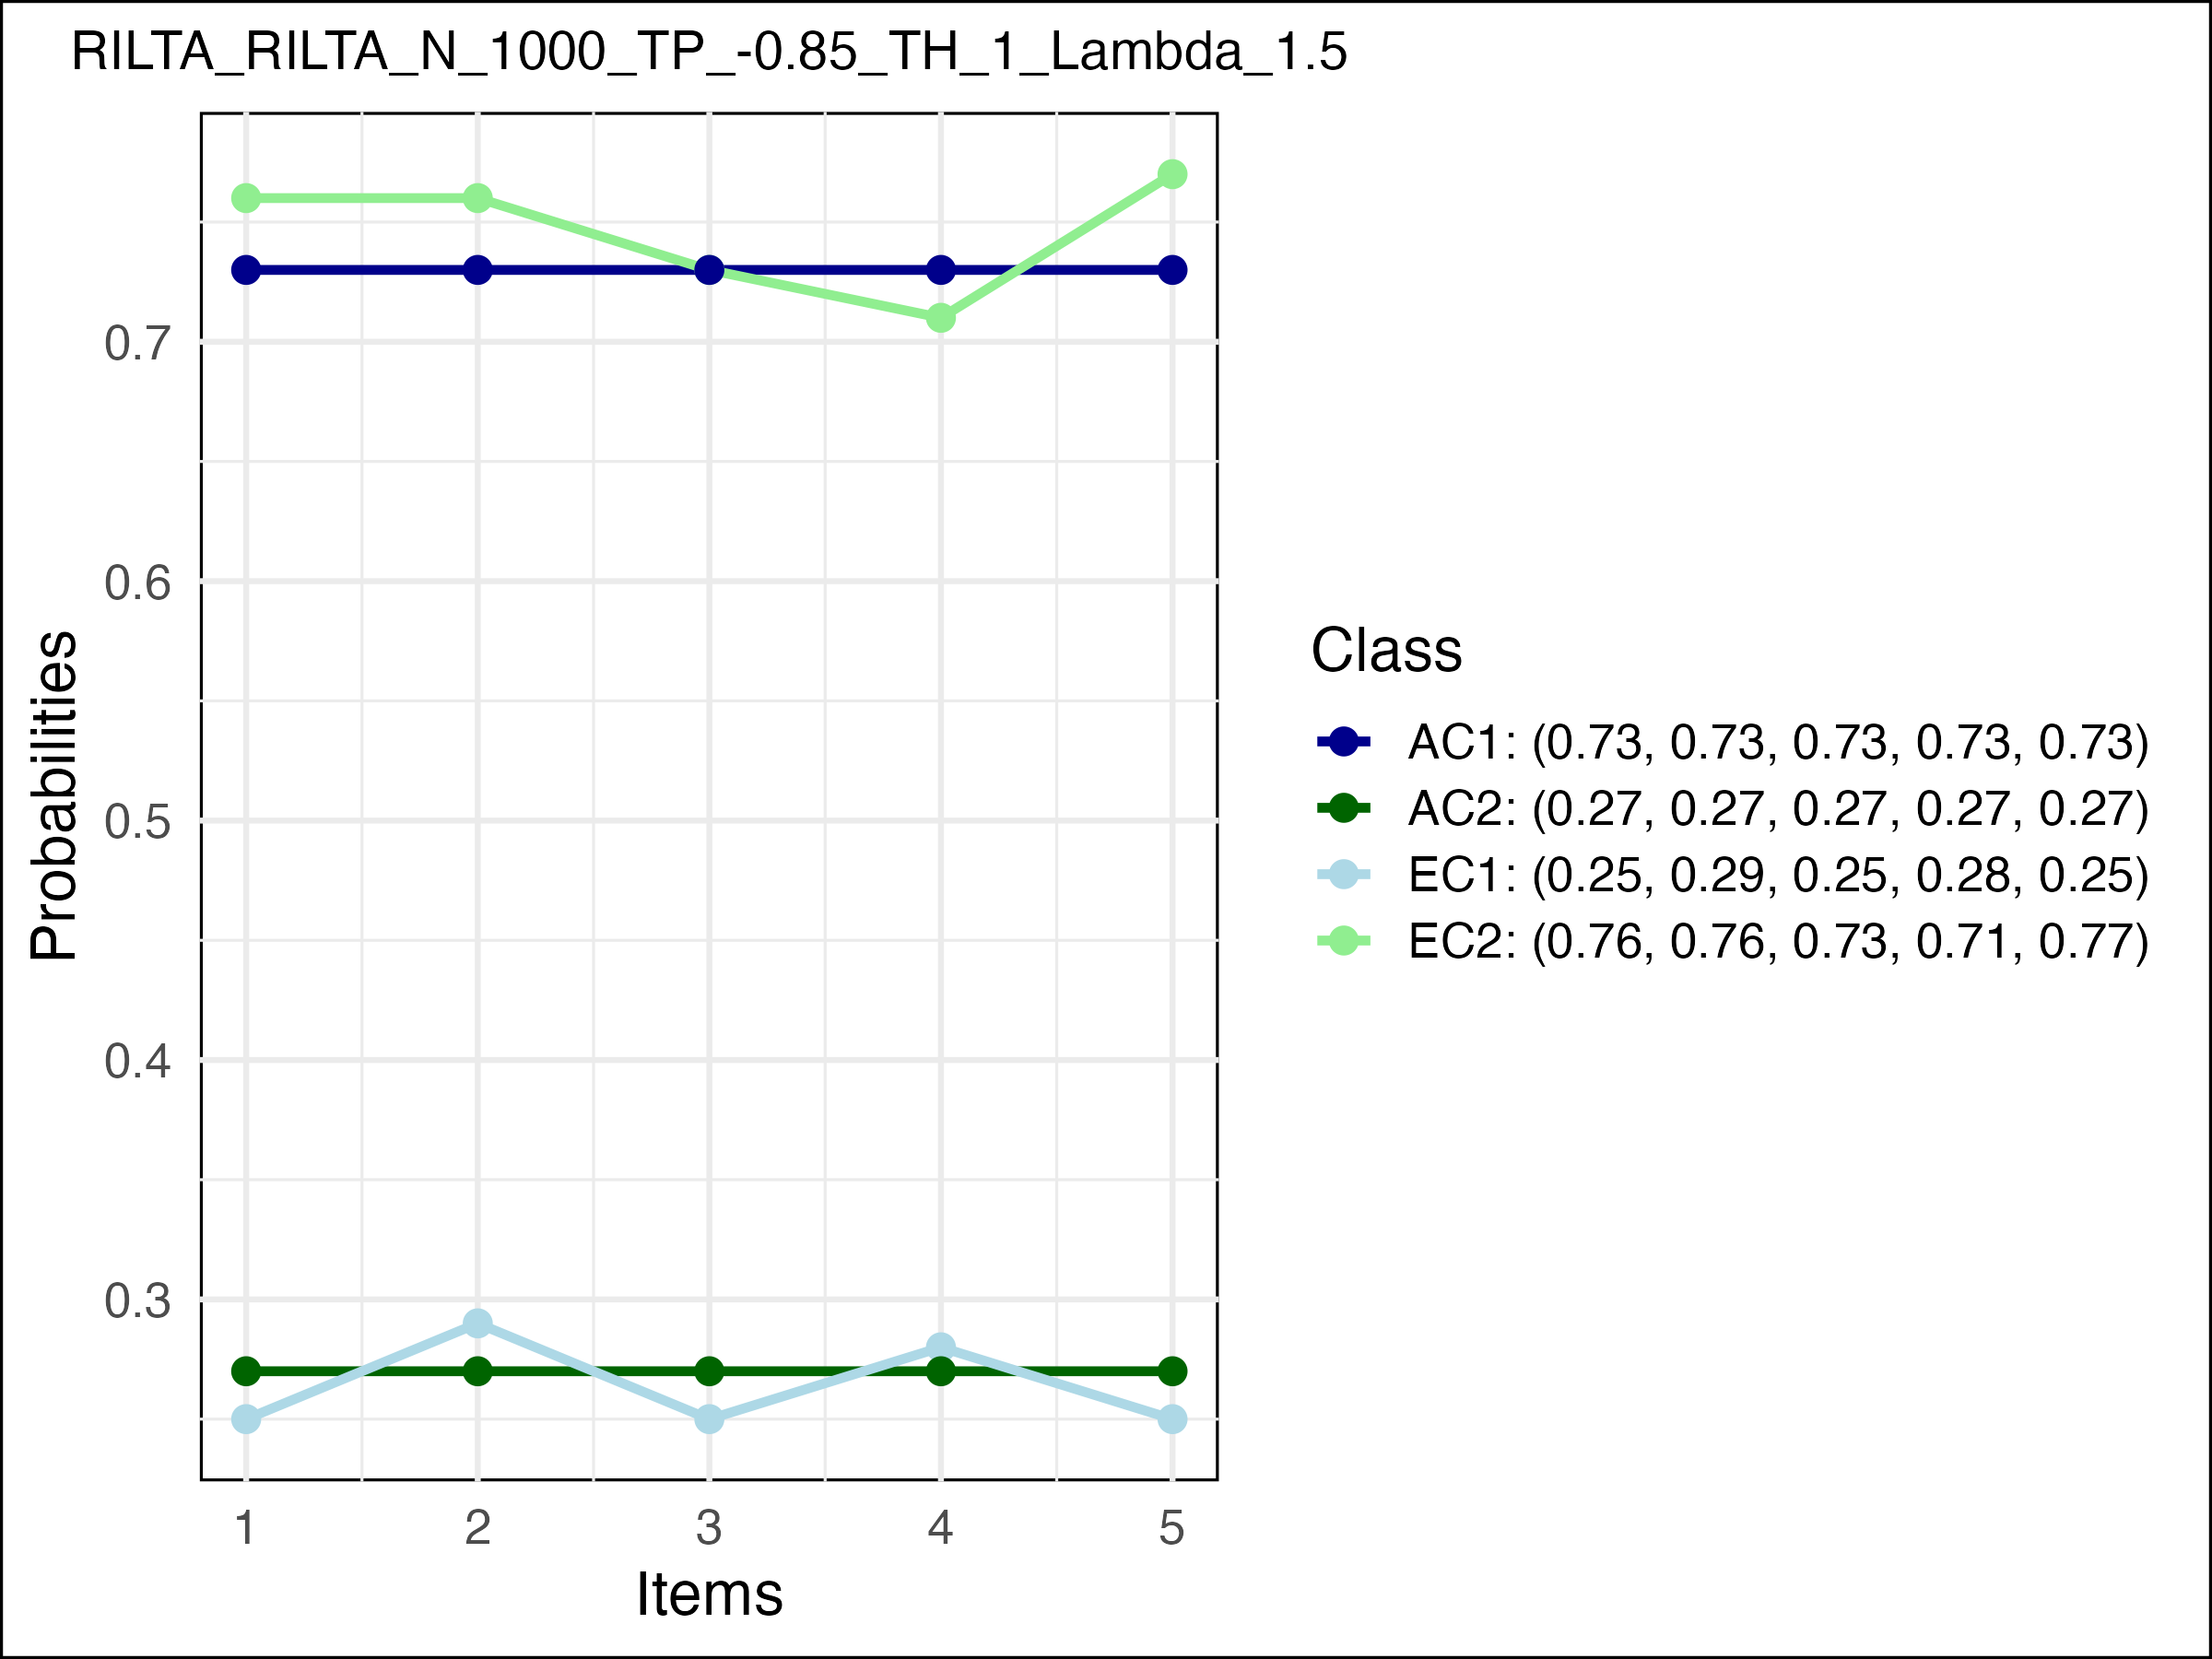 RILTA_RILTA_N_1000_TP_-0.85_TH_1_Lambda_1.5
Probabilities
0.7
0.6
0.5
0.4
0.3
1 2 3 4 5
Items
Class
AC1: (0.73, 0.73, 0.73, 0.73, 0.73)
AC2: (0.27, 0.27, 0.27, 0.27, 0.27)
EC1: (0.25, 0.29, 0.25, 0.28, 0.25)
EC2: (0.76, 0.76, 0.73, 0.71, 0.77)